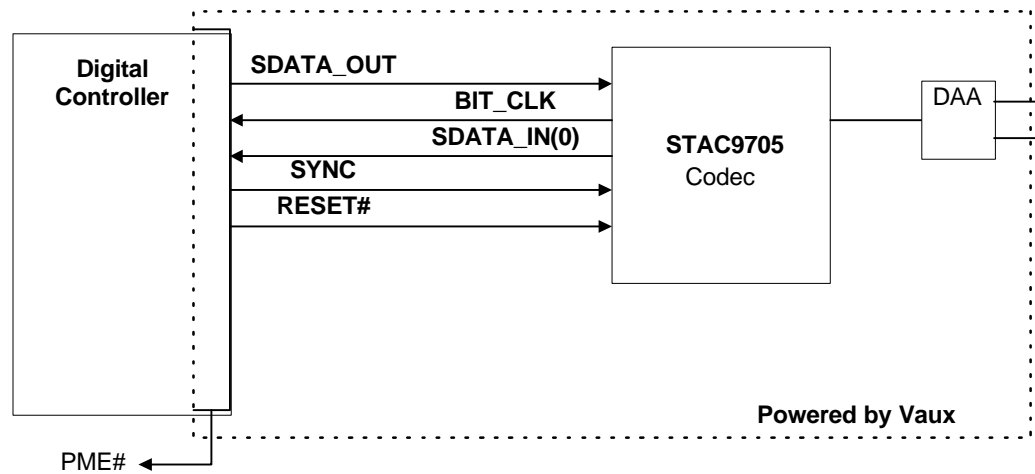 Digital
Controller
SDATA_OUT
BIT_CLK
SDATA_IN(0)
SYNC
RESET#
STAC9705
Codec
DAA
Powered by Vaux
PME#